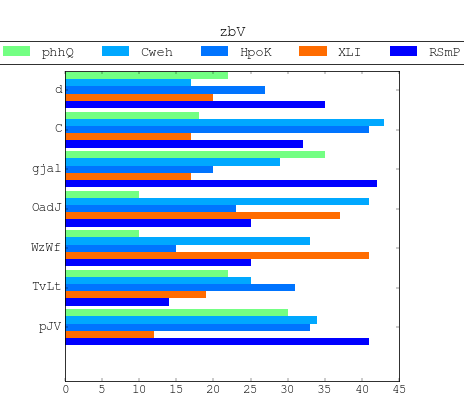 zbV
phhQ Cweh HpoK XLI RSmP
d
C
gjal
OadJ
WzWf
TvLt
pJV
0 5 10 15 20 25 30 35 40 45